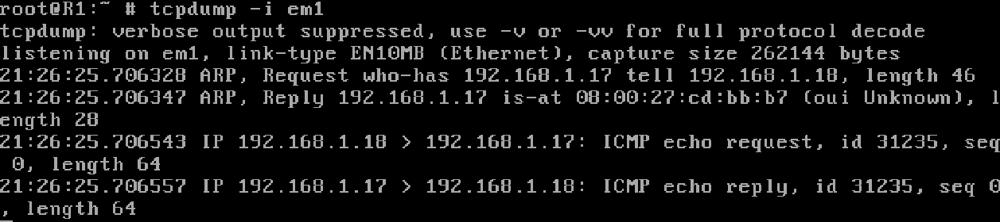 root@R1:~ # tcpdump -i em1
tcpdump: verbose output suppressed, use -v or -vv for full protocol decode
listening on em1, link-type EN10MB (Ethernet), capture size 262144 bytes
21:26:25.706328 ARP, Request who-has 192.168.1.17 tell 192.168.1.18, length 46
21:26:25.706347 ARP, Reply 192.168.1.17 is-at 08:00:27:cd:bb:b7 (oui Unknown), l
ength 28
21:26:25.706543 IP 192.168.1.18 > 192.168.1.17: ICMP echo request, id 31235, seq
 0, length 64
21:26:25.706557 IP 192.168.1.17 > 192.168.1.18: ICMP echo reply, id 31235, seq 0
, length 64